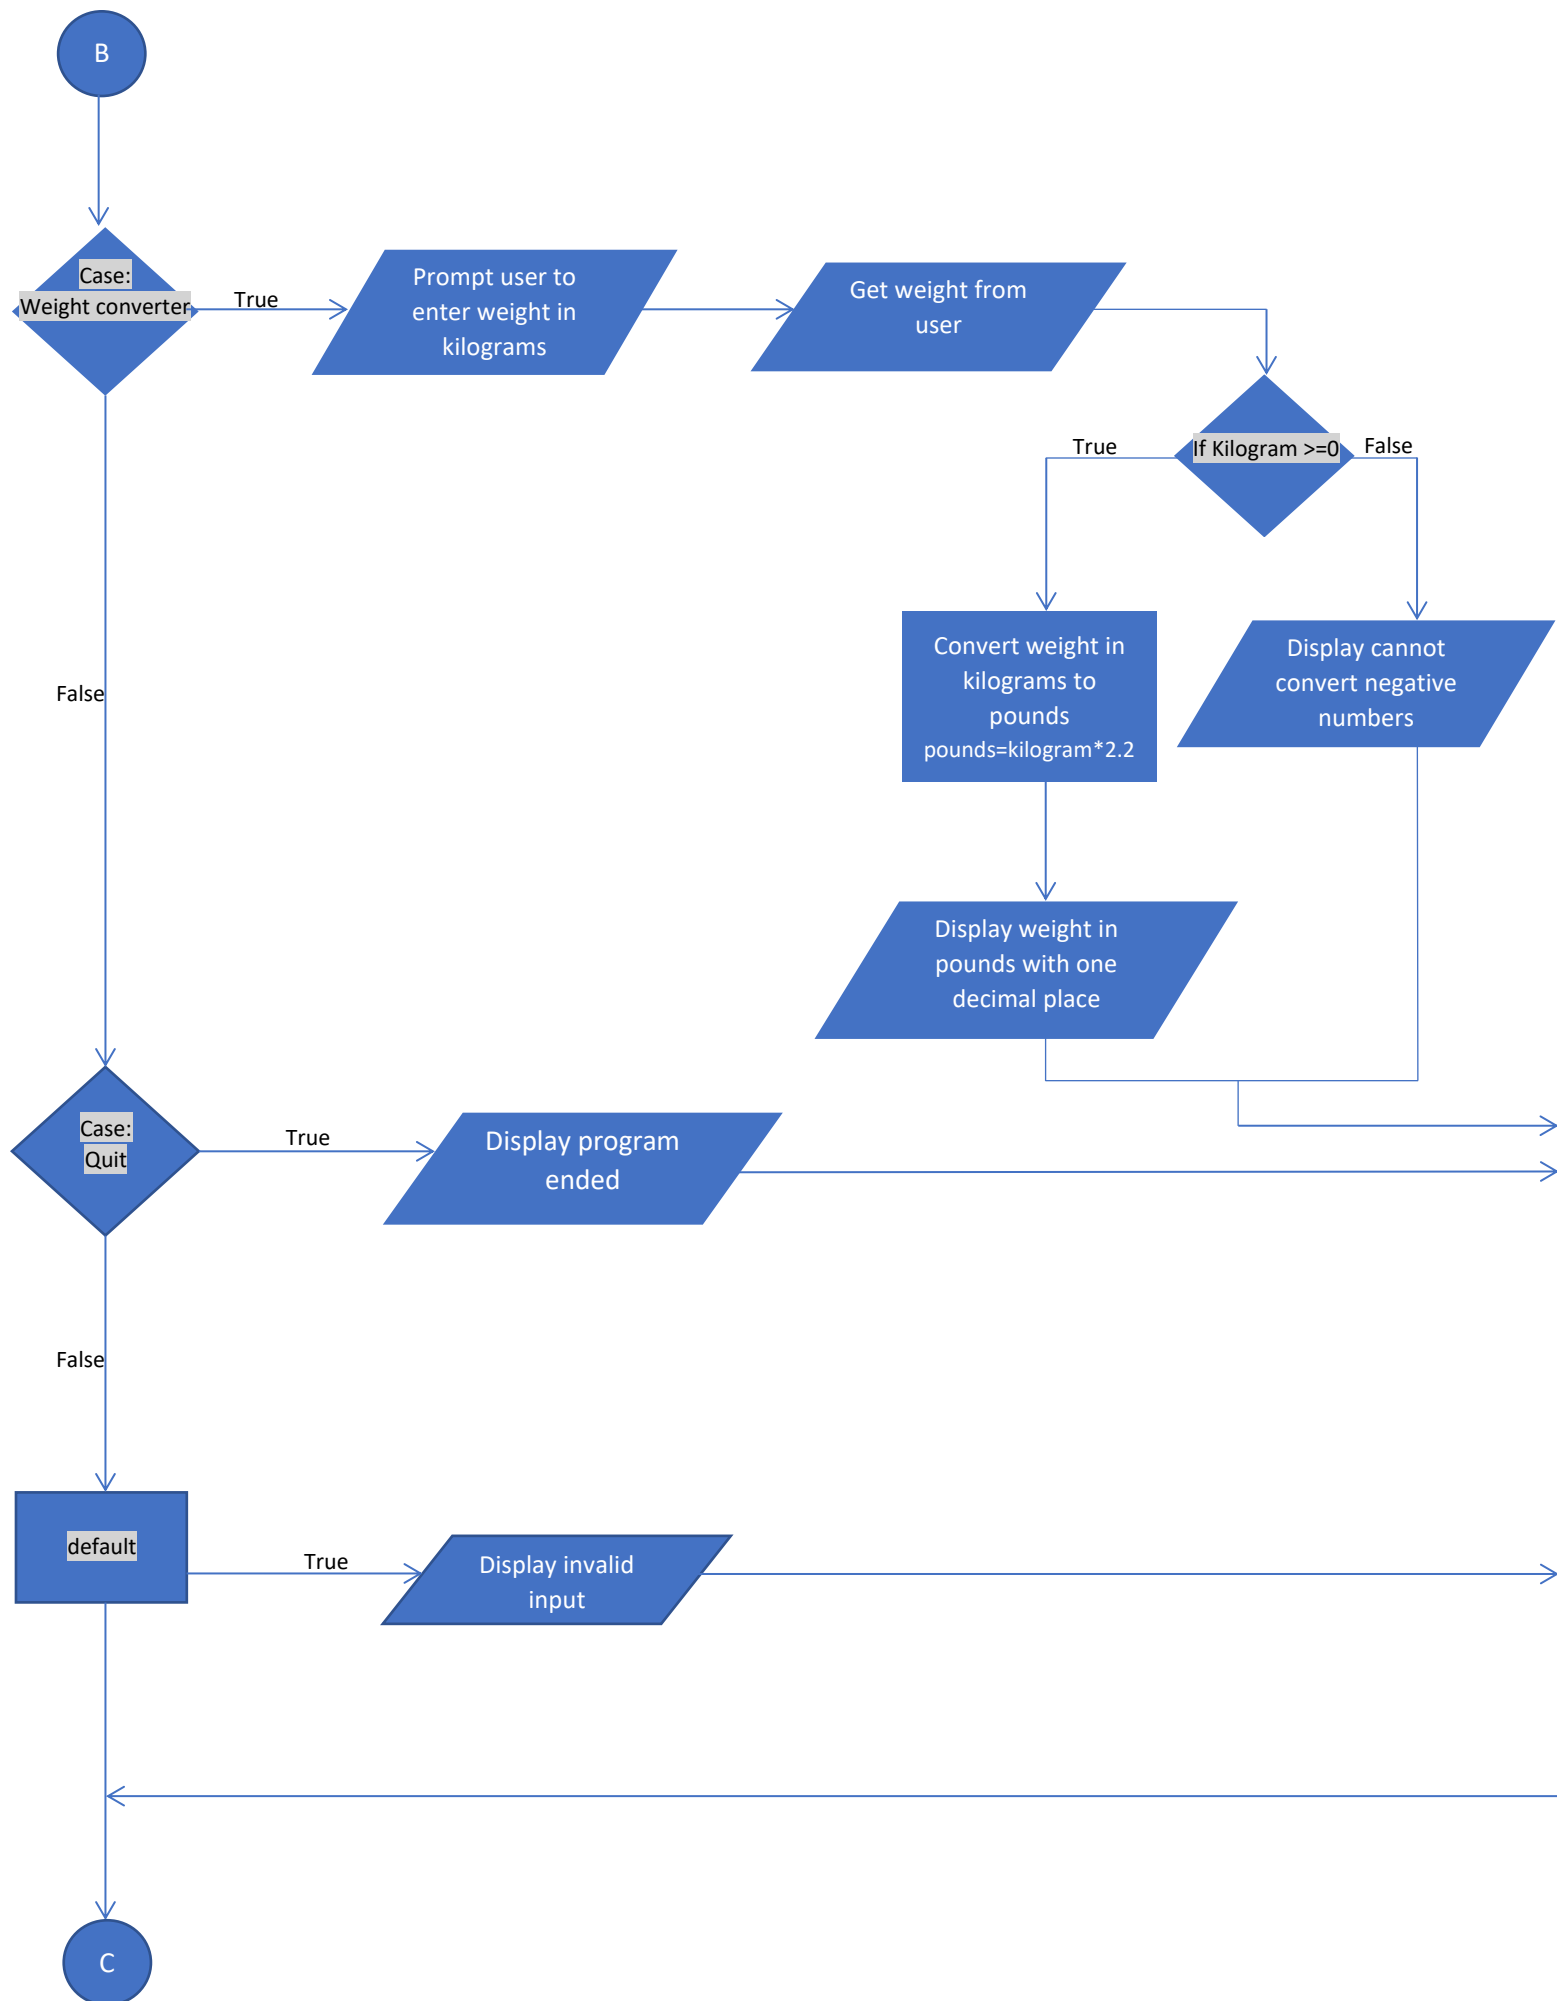 B
Case:
Weight converter
True
Prompt user to
enter weight in
kilograms
Get weight from
user
True
If Kilogram >=0
False
Convert weight in
kilograms to
pounds
pounds=kilogram*2.2
Display cannot
convert negative
numbers
False
Display weight in
pounds with one
decimal place
Case:
Quit
True
Display program
ended
False
default
True
Display invalid
input
C